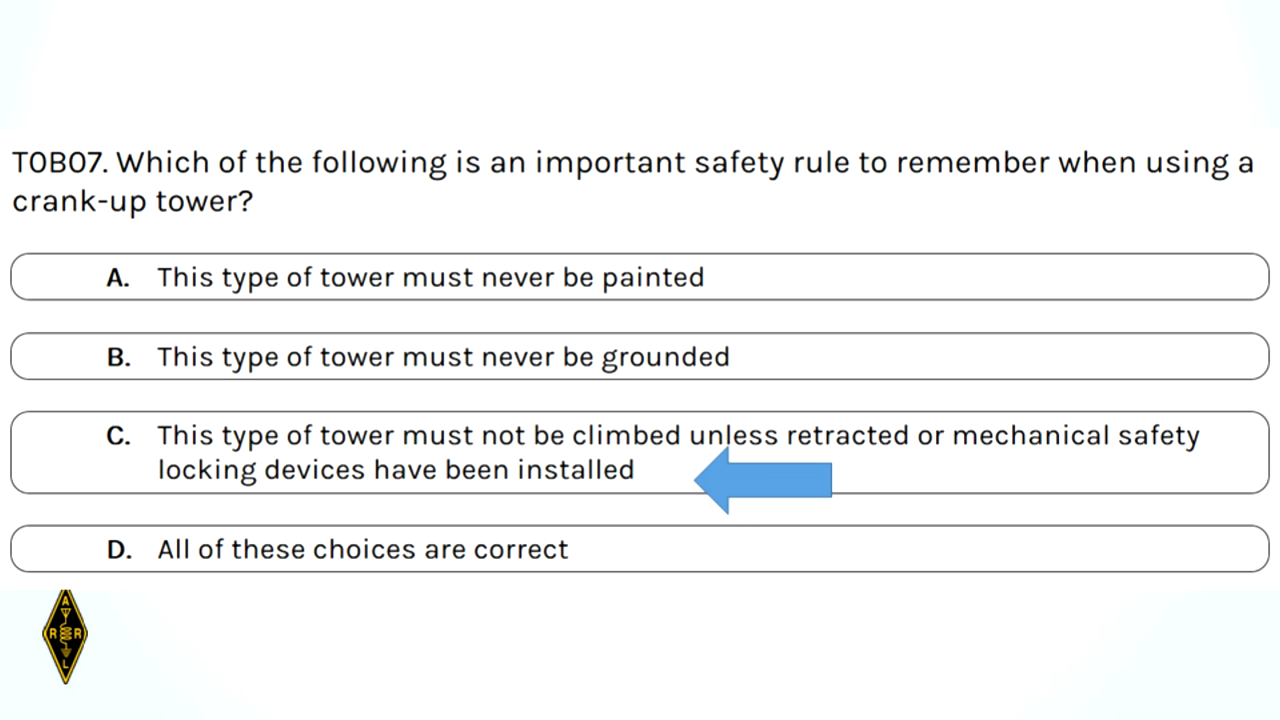 T0B07. Which of the following is an important safety rule to remember when using a
crank-up tower?
A. This type of tower must never be painted
B. This type of tower must never be grounded
C. This type of tower must not be climbed unless retracted or mechanical safety
locking devices have been installed
D. All of these choices are correct
A
R R
L